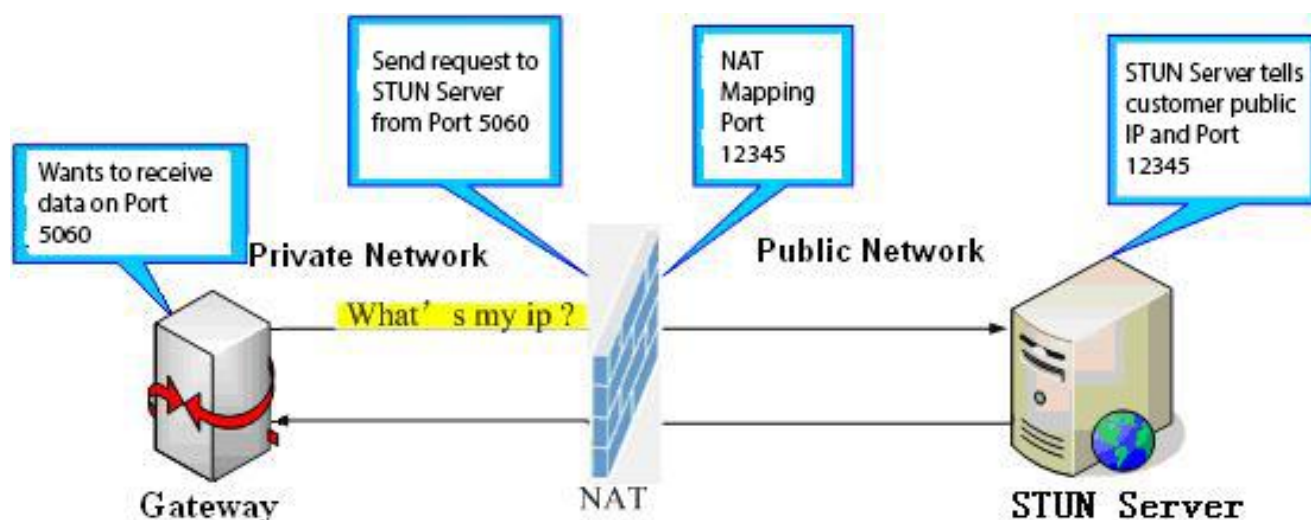 Send request to
STUN Server
from Port 5060
NAT
Mapping
Port
12345
STUN Server tells
customer public
IP and Port
12345
Wants to receive
data on Port
5060
Private Network
Public Network
What's my ip ?
Gateway
NAT
STUN Server